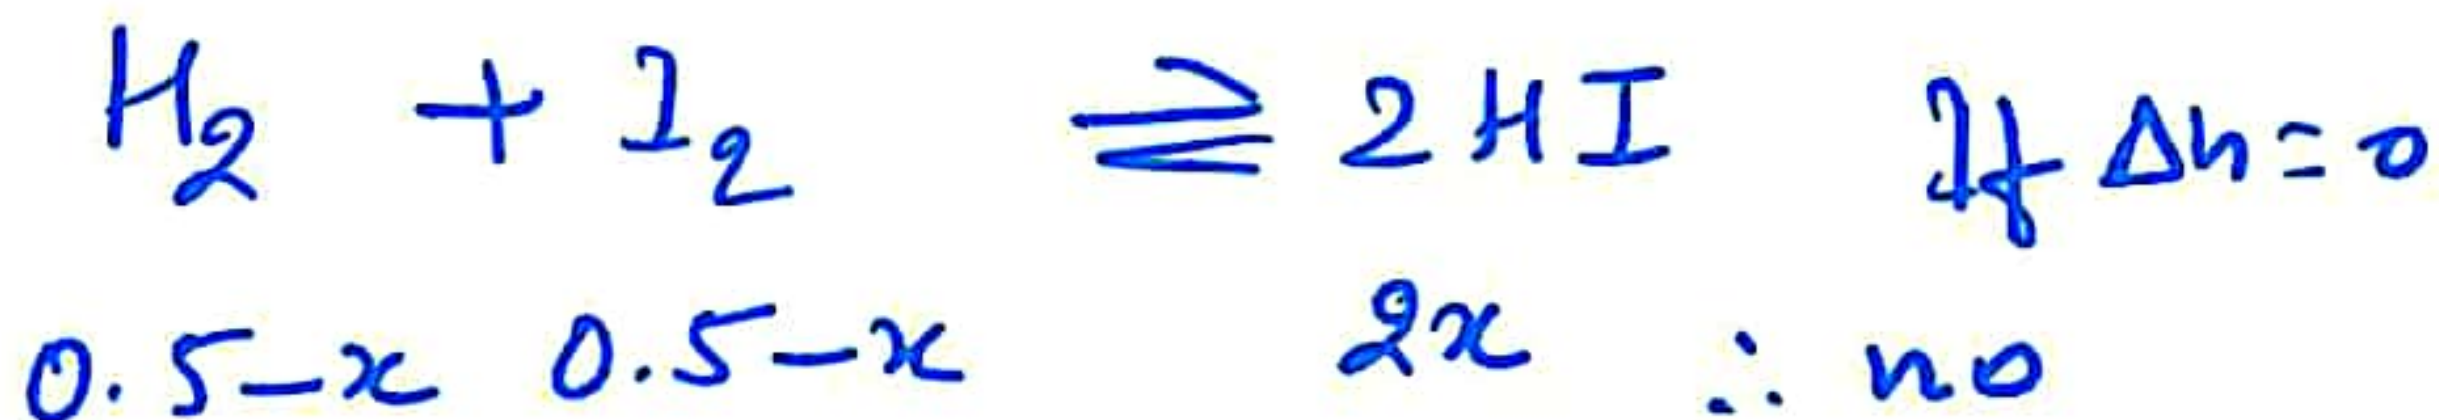 H₂ + I₂ ⇌ 2HI If Δn=0
0.5-x 0.5-x 2x ∴ no